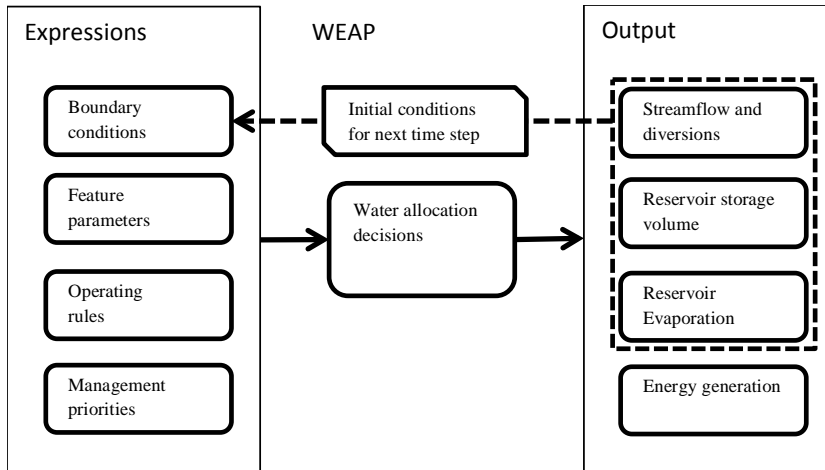 Expressions
Boundary
conditions
Feature
parameters
Operating
rules
Management
priorities
WEAP
Initial conditions
for next time step
Water allocation
decisions
Output
Streamflow and
diversions
Reservoir storage
volume
Reservoir
Evaporation
Energy generation